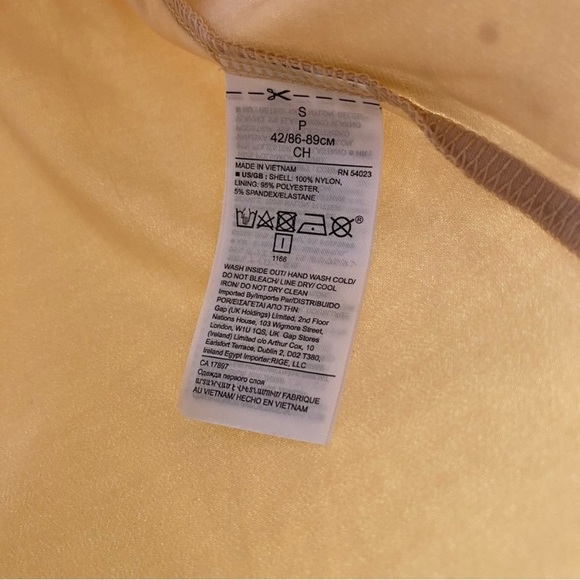 S
P
42/86-89CM
CH
MADE IN VIETNAM RN 54023
■ US/GB : SHELL: 100% NYLON,
LINING: 95% POLYESTER,
5% SPANDEX/ELASTANE
I
1166
WASH INSIDE OUT/ HAND WASH COLD/
DO NOT BLEACH/ LINE DRY/ COOL
IRON/ DO NOT DRY CLEAN
Imported By/Importe Par/DISTRIBUIDO
POR/ΕΙΣΑΓΕΤΑΙ ΑΠΟ ΤΗΝ:
Gap (UK Holdings) Limited, 2nd Floor
Nations House, 103 Wigmore Street,
London, W1U 1QS, UK Gap Stores
(Ireland) Limited c/o Arthur Cox, 10
Earlsfort Terrace, Dublin 2, D02 T380,
Ireland Egypt Importer:RIGE, LLC
CA 17897
Одежда первого слоя
ԱՐՏԱԴՐՎԱԾ Է ՎԻԵՏՆԱՄՈՒՄ/ FABRIQUE
AU VIETNAM/ HECHO EN VIETNAM